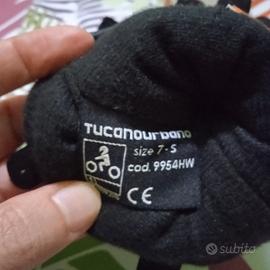 TUCANOURBANO
size 7-S
cod. 9954HW
CE
subito